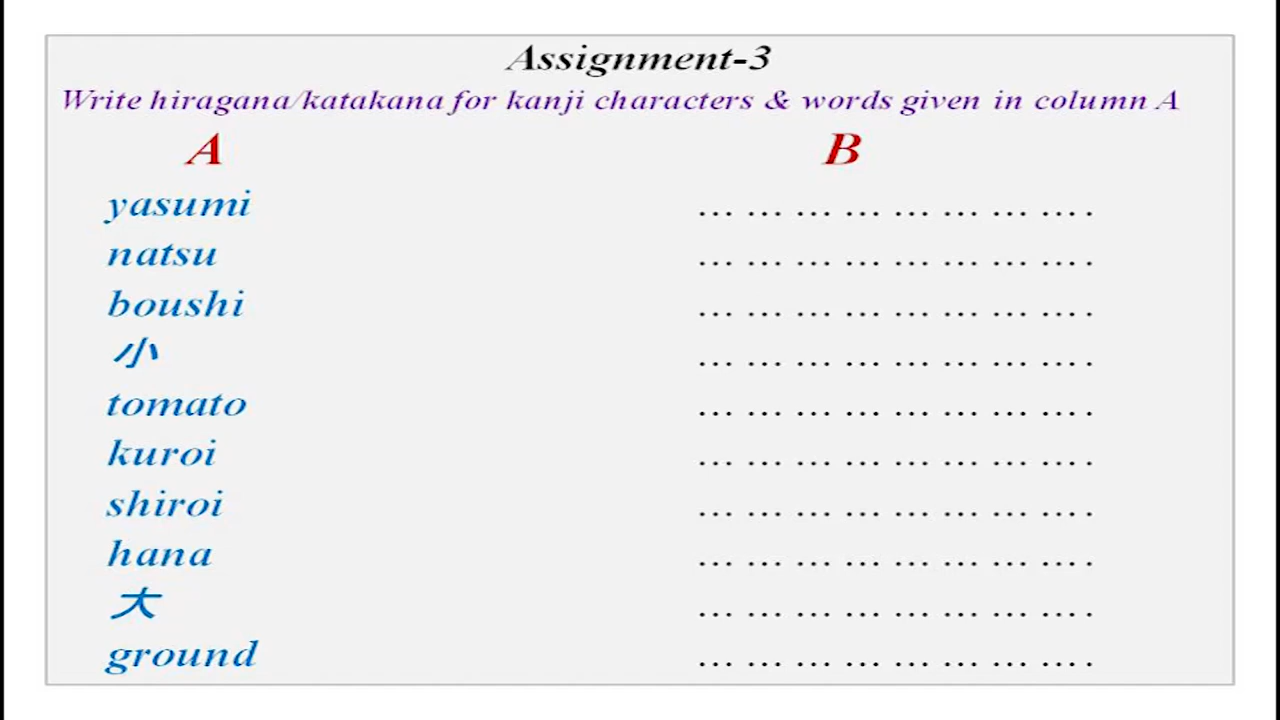 Assignment-3
Write hiragana/katakana for kanji characters & words given in column A
A B
yasumi … … … … … … … ….
natsu … … … … … … … ….
boushi … … … … … … … ….
小 … … … … … … … ….
tomato … … … … … … … ….
kuroi … … … … … … … ….
shiroi … … … … … … … ….
hana … … … … … … … ….
大 … … … … … … … ….
ground … … … … … … … ….